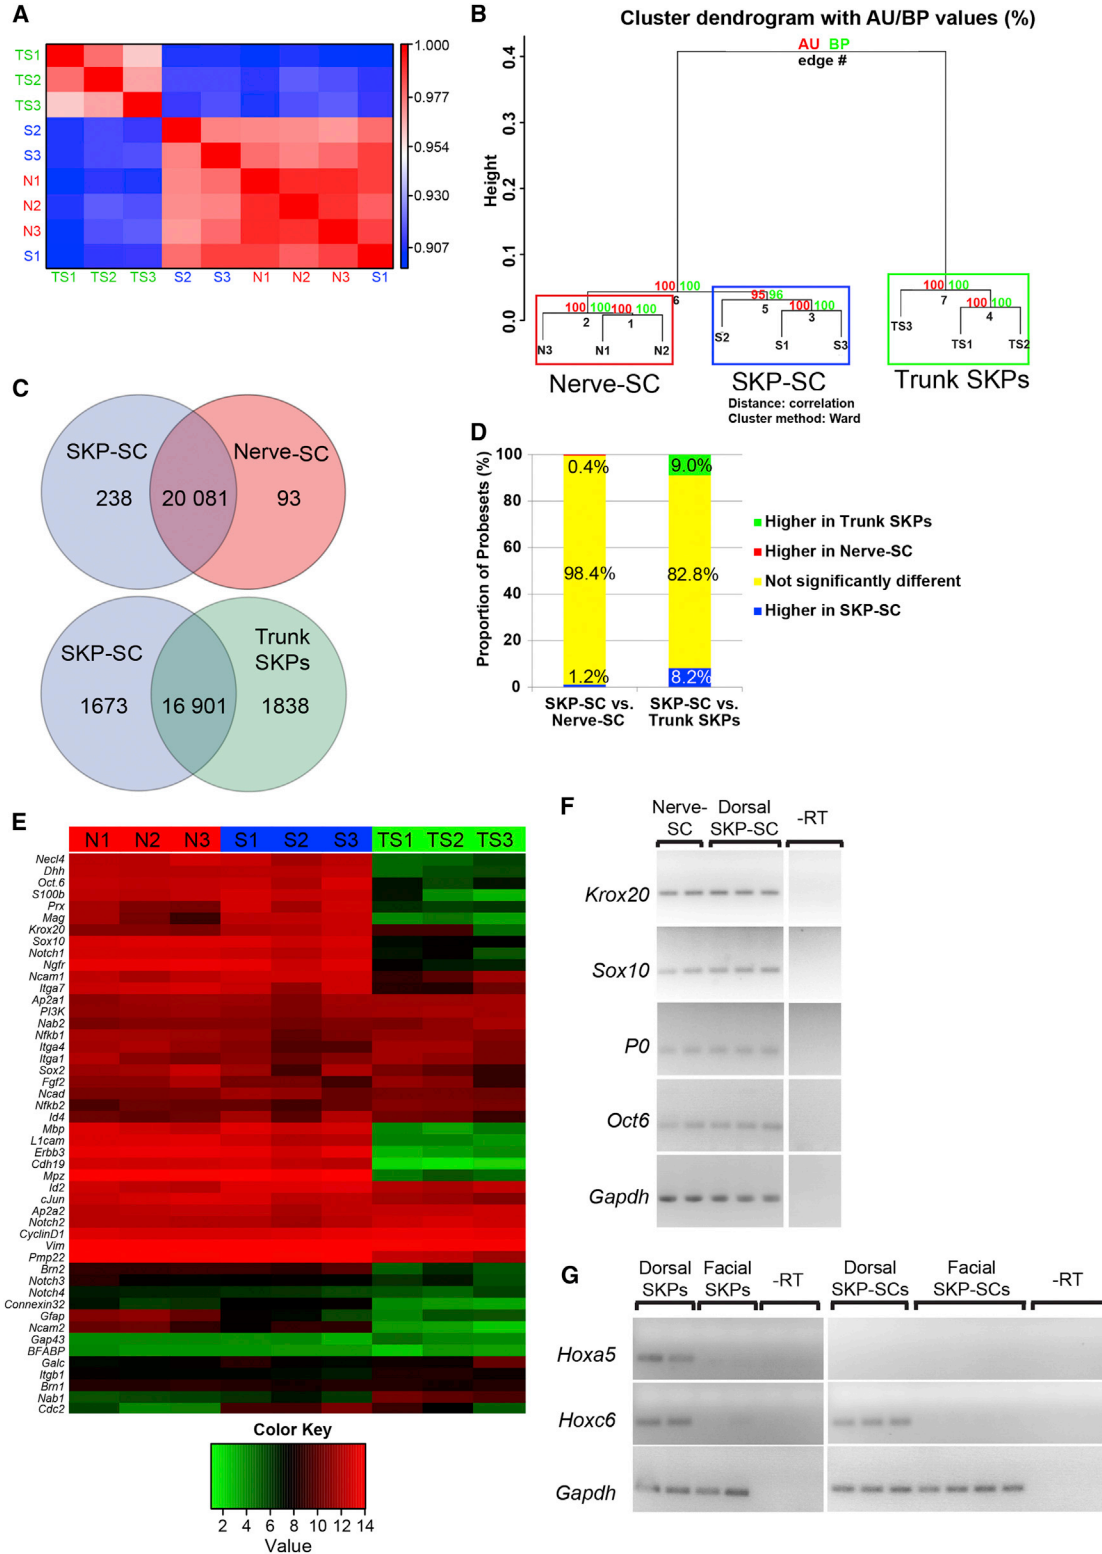 A
TS1
TS2
TS3
S2
S3
N1
N2
N3
S1
TS1 TS2 TS3 S2 S3 N1 N2 N3 S1
1.000
0.977
0.954
0.930
0.907
B
Cluster dendrogram with AU/BP values (%)
AU BP
edge #
Height
0.4
0.3
0.2
0.1
0.0
100 100
6
100 100
2
100 100
1
95 96
5
100 100
3
100 100
7
100 100
4
N3 N1 N2
S2 S1 S3
TS3 TS1 TS2
Nerve-SC
SKP-SC
Trunk SKPs
Distance: correlation
Cluster method: Ward
C
SKP-SC
Nerve-SC
238
20 081
93
SKP-SC
Trunk
SKPs
1673
16 901
1838
D
Proportion of Probesets (%)
100
80
60
40
20
0
0.4%
98.4%
1.2%
9.0%
82.8%
8.2%
SKP-SC vs.
Nerve-SC
SKP-SC vs.
Trunk SKPs
Higher in Trunk SKPs
Higher in Nerve-SC
Not significantly different
Higher in SKP-SC
E
N1 N2 N3 S1 S2 S3 TS1 TS2 TS3
Necl4
Dhh
Oct.6
S100b
Prx
Mag
Krox20
Sox10
Notch1
Ngfr
Ncam1
Itga7
Ap2a1
PI3K
Nab2
Nfkb1
Itga4
Itga1
Sox2
Fgf2
Ncad
Nfkb2
Id4
Mbp
L1cam
Erbb3
Cdh19
Mpz
Id2
cJun
Ap2a2
Notch2
CyclinD1
Vim
Pmp22
Brn2
Notch3
Notch4
Connexin32
Gfap
Ncam2
Gap43
BFABP
Galc
Itgb1
Brn1
Nab1
Cdc2
Color Key
2 4 6 8 10 12 14
Value
F
Nerve-
SC
Dorsal
SKP-SC
-RT
Krox20
Sox10
P0
Oct6
Gapdh
G
Dorsal
SKPs
Facial
SKPs
-RT
Dorsal
SKP-SCs
Facial
SKP-SCs
-RT
Hoxa5
Hoxc6
Gapdh